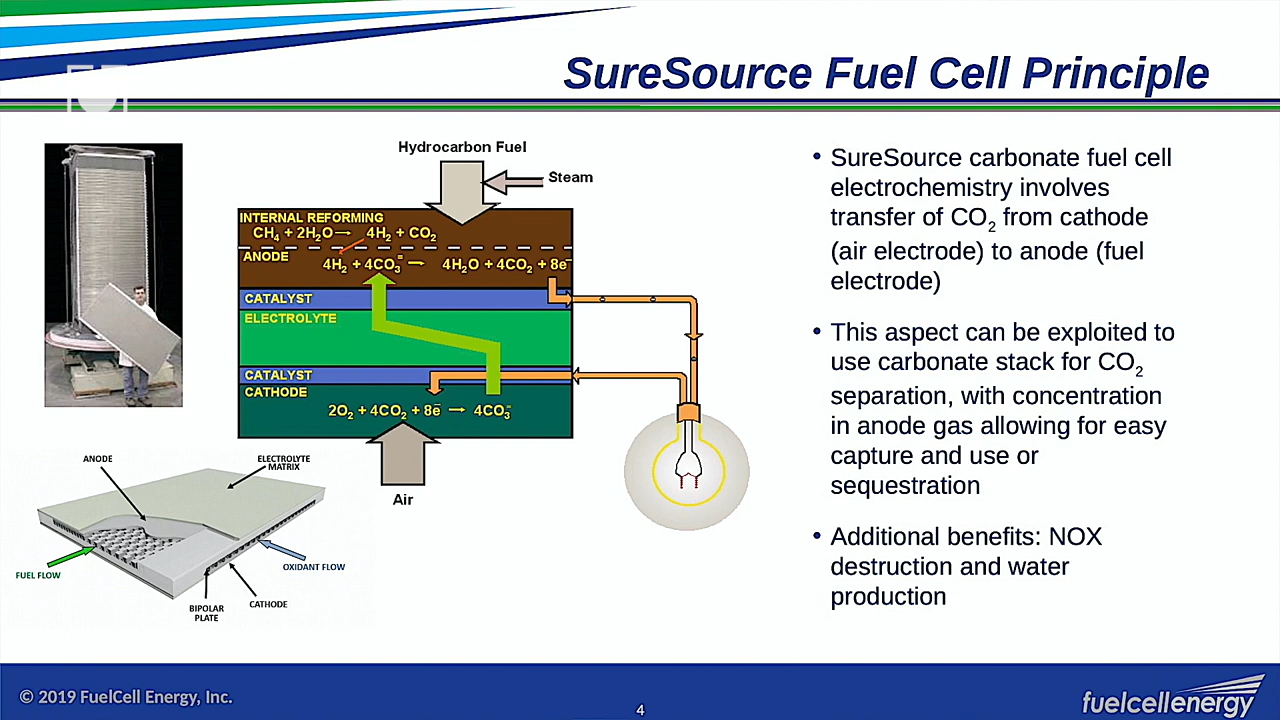 SureSource Fuel Cell Principle
Hydrocarbon Fuel
Steam
INTERNAL REFORMING
CH₄ + 2H₂O → 4H₂ + CO₂
ANODE
4H₂ + 4CO₃⁼ → 4H₂O + 4CO₂ + 8e⁻
CATALYST
ELECTROLYTE
CATALYST
CATHODE
2O₂ + 4CO₂ + 8e⁻ → 4CO₃⁼
Air
ANODE
ELECTROLYTE
MATRIX
FUEL FLOW
OXIDANT FLOW
BIPOLAR
PLATE
CATHODE
• SureSource carbonate fuel cell
electrochemistry involves
transfer of CO₂ from cathode
(air electrode) to anode (fuel
electrode)
• This aspect can be exploited to
use carbonate stack for CO₂
separation, with concentration
in anode gas allowing for easy
capture and use or
sequestration
• Additional benefits: NOX
destruction and water
production
© 2019 FuelCell Energy, Inc.
4
fuelcellenergy